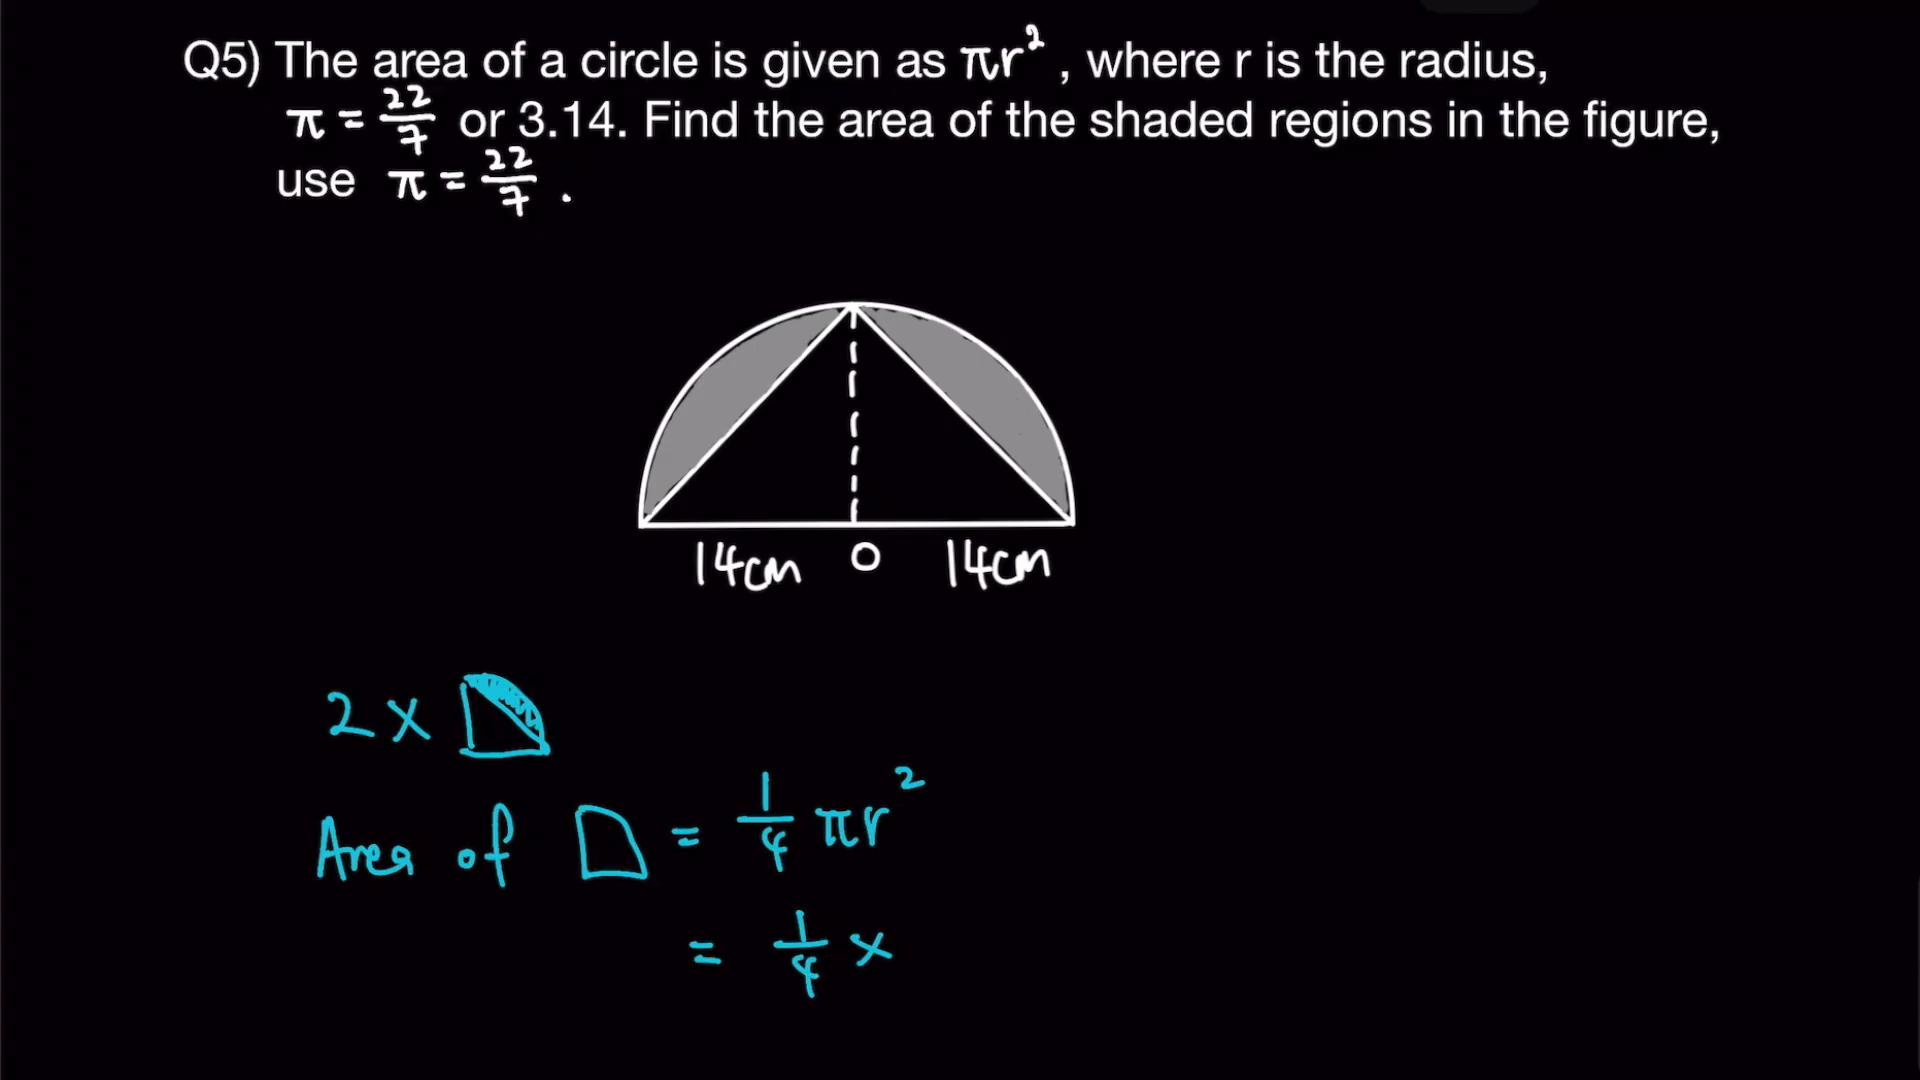 Q5) The area of a circle is given as πr², where r is the radius,
π = 22/7 or 3.14. Find the area of the shaded regions in the figure,
use π = 22/7.
14cm O 14cm
2 ×
Area of = 1/4 πr²
= 1/4 ×